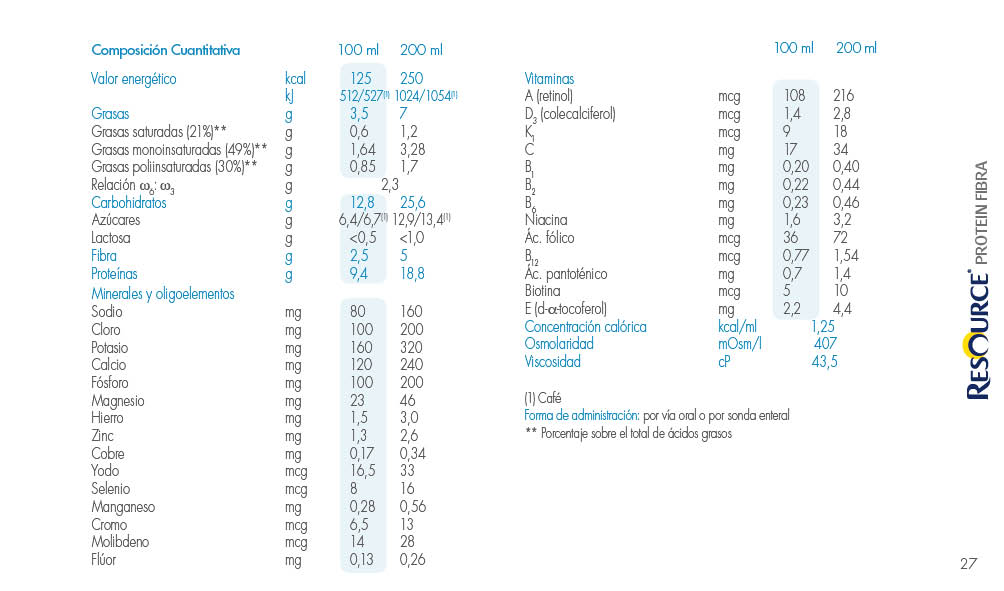 Composición Cuantitativa 100 ml 200 ml
Valor energético kcal 125 250
kJ 512/527(1) 1024/1054(1)
Grasas g 3,5 7
Grasas saturadas (21%)** g 0,6 1,2
Grasas monoinsaturadas (49%)** g 1,64 3,28
Grasas poliinsaturadas (30%)** g 0,85 1,7
Relación ω6: ω3 g 2,3
Carbohidratos g 12,8 25,6
Azúcares g 6,4/6,7(1) 12,9/13,4(1)
Lactosa g <0,5 <1,0
Fibra g 2,5 5
Proteínas g 9,4 18,8
Minerales y oligoelementos
Sodio mg 80 160
Cloro mg 100 200
Potasio mg 160 320
Calcio mg 120 240
Fósforo mg 100 200
Magnesio mg 23 46
Hierro mg 1,5 3,0
Zinc mg 1,3 2,6
Cobre mg 0,17 0,34
Yodo mcg 16,5 33
Selenio mcg 8 16
Manganeso mg 0,28 0,56
Cromo mcg 6,5 13
Molibdeno mcg 14 28
Flúor mg 0,13 0,26
100 ml 200 ml
Vitaminas
A (retinol) mcg 108 216
D3 (colecalciferol) mcg 1,4 2,8
K1 mcg 9 18
C mg 17 34
B1 mg 0,20 0,40
B2 mg 0,22 0,44
B6 mg 0,23 0,46
Niacina mg 1,6 3,2
Ác. fólico mcg 36 72
B12 mcg 0,77 1,54
Ác. pantoténico mg 0,7 1,4
Biotina mcg 5 10
E (d-α-tocoferol) mg 2,2 4,4
Concentración calórica kcal/ml 1,25
Osmolaridad mOsm/l 407
Viscosidad cP 43,5
(1) Café
Forma de administración: por vía oral o por sonda enteral
** Porcentaje sobre el total de ácidos grasos
RESOURCE® PROTEIN FIBRA
27